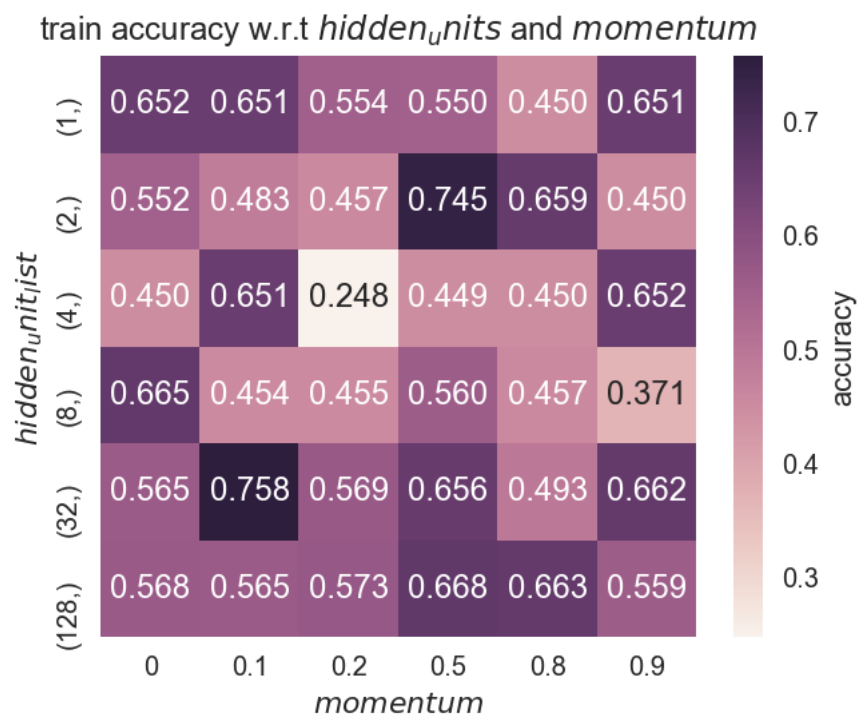 train accuracy w.r.t hidden_units and momentum
(1,) 0.652 0.651 0.554 0.550 0.450 0.651
(2,) 0.552 0.483 0.457 0.745 0.659 0.450
(4,) 0.450 0.651 0.248 0.449 0.450 0.652
(8,) 0.665 0.454 0.455 0.560 0.457 0.371
(32,) 0.565 0.758 0.569 0.656 0.493 0.662
(128,) 0.568 0.565 0.573 0.668 0.663 0.559
0 0.1 0.2 0.5 0.8 0.9
momentum
hidden_unit_list
0.7
0.6
0.5
0.4
0.3
accuracy